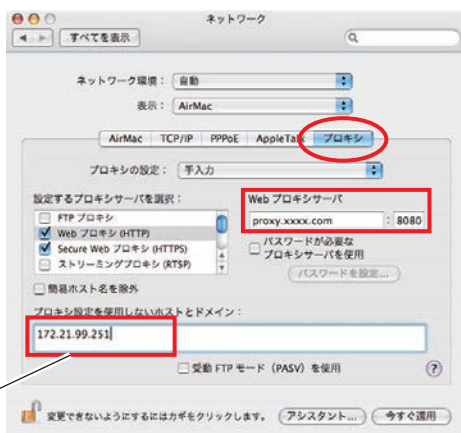 ネットワーク
すべてを表示
ネットワーク環境： 自動
表示： AirMac
AirMac TCP/IP PPPoE AppleTalk プロキシ
プロキシの設定： 手入力
設定するプロキシサーバを選択：
FTP プロキシ
Web プロキシ (HTTP)
Secure Web プロキシ (HTTPS)
ストリーミングプロキシ (RTSP)
Web プロキシサーバ
proxy.xxxx.com : 8080
パスワードが必要な
プロキシサーバを使用
パスワードを設定...
簡易ホスト名を除外
プロキシ設定を使用しないホストとドメイン：
172.21.99.251
受動 FTP モード（PASV）を使用
?
変更できないようにするにはカギをクリックします。 アシスタント... 今すぐ適用